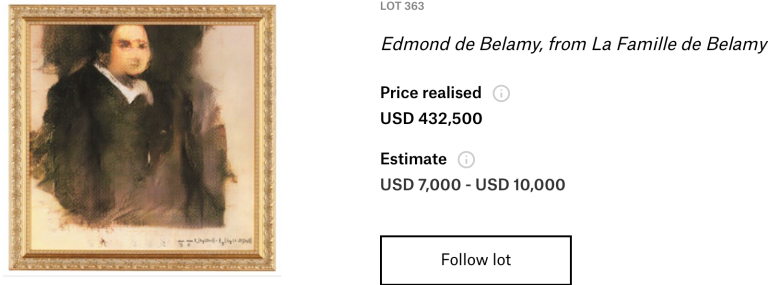 LOT 363
Edmond de Belamy, from La Famille de Belamy
Price realised
USD 432,500
Estimate
USD 7,000 - USD 10,000
Follow lot